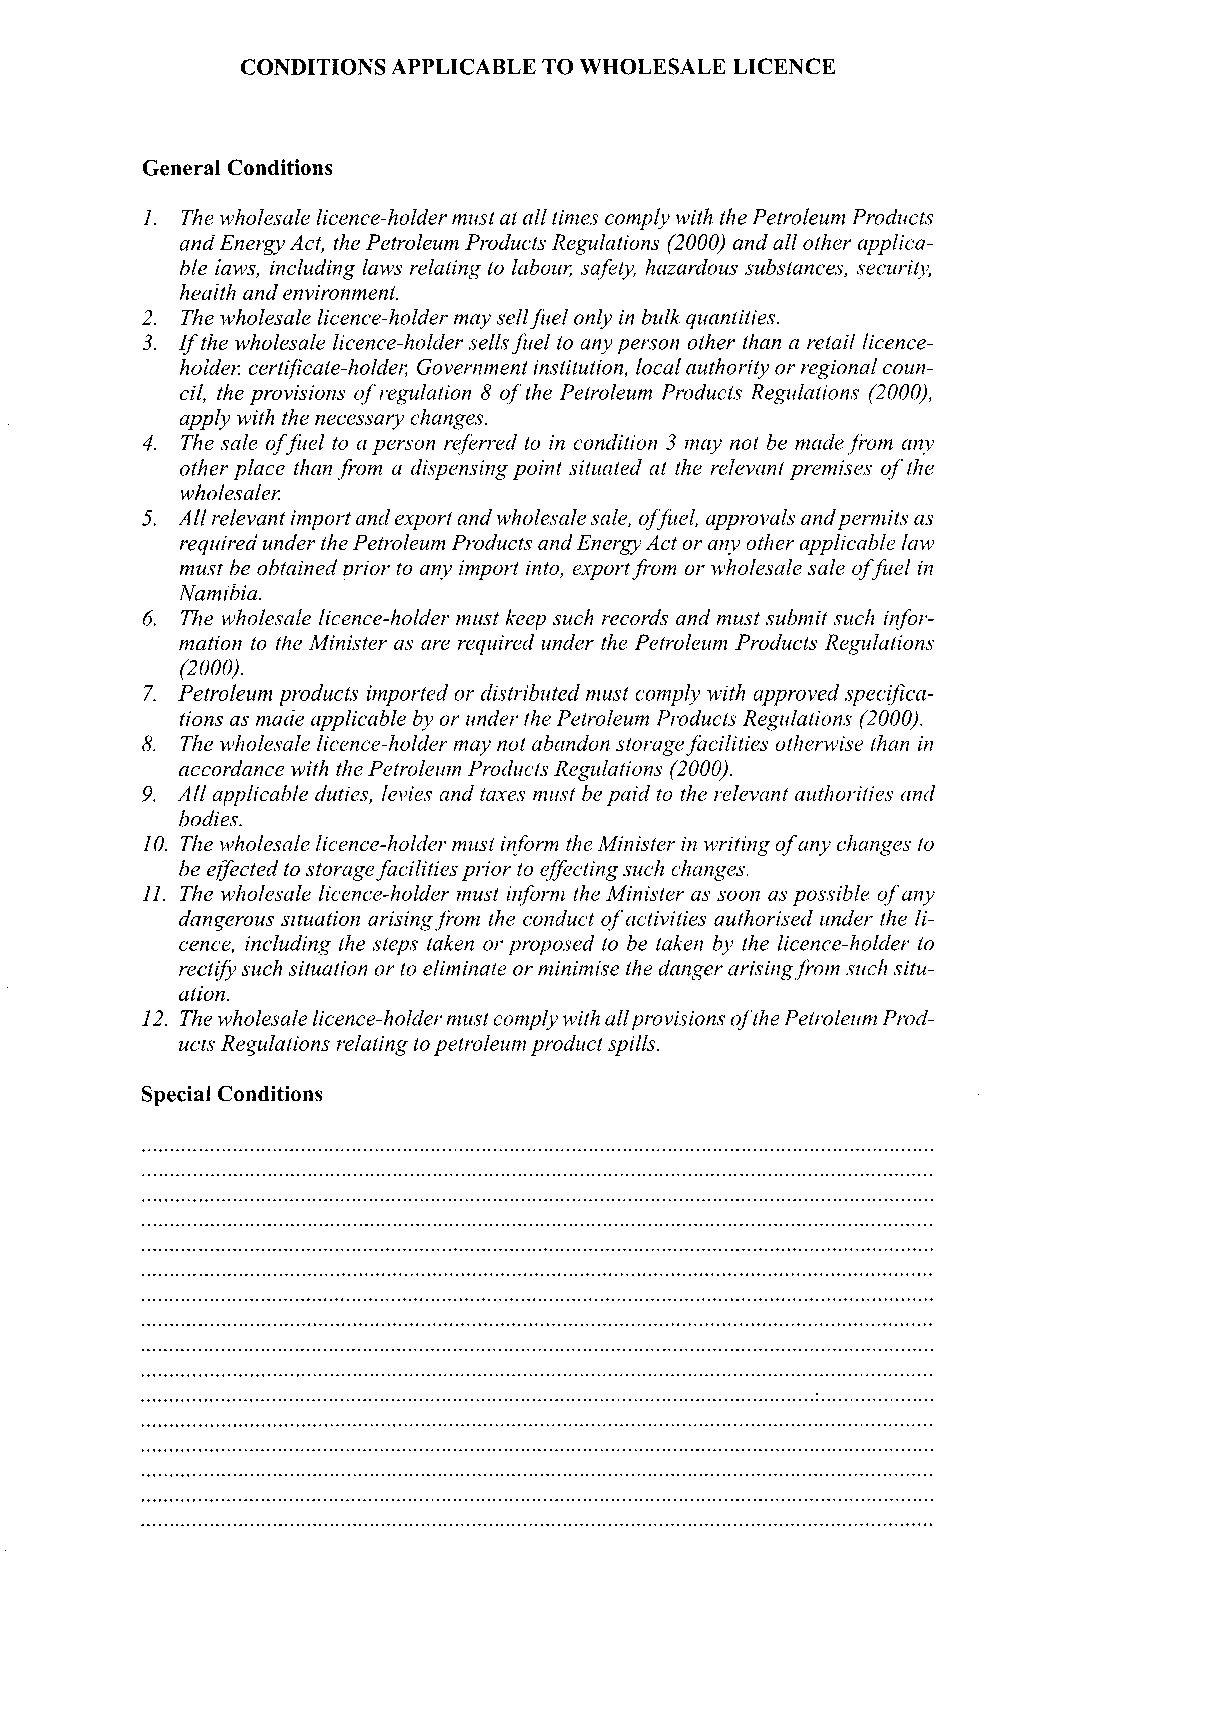 CONDITIONS APPLICABLE TO WHOLESALE LICENCE
General Conditions
1. The wholesale licence-holder must at all times comply with the Petroleum Products
and Energy Act, the Petroleum Products Regulations (2000) and all other applica-
ble laws, including laws relating to labour, safety, hazardous substances, security,
health and environment.
2. The wholesale licence-holder may sell fuel only in bulk quantities.
3. If the wholesale licence-holder sells fuel to any person other than a retail licence-
holder, certificate-holder, Government institution, local authority or regional coun-
cil, the provisions of regulation 8 of the Petroleum Products Regulations (2000),
apply with the necessary changes.
4. The sale of fuel to a person referred to in condition 3 may not be made from any
other place than from a dispensing point situated at the relevant premises of the
wholesaler.
5. All relevant import and export and wholesale sale, of fuel, approvals and permits as
required under the Petroleum Products and Energy Act or any other applicable law
must be obtained prior to any import into, export from or wholesale sale of fuel in
Namibia.
6. The wholesale licence-holder must keep such records and must submit such infor-
mation to the Minister as are required under the Petroleum Products Regulations
(2000).
7. Petroleum products imported or distributed must comply with approved specifica-
tions as made applicable by or under the Petroleum Products Regulations (2000).
8. The wholesale licence-holder may not abandon storage facilities otherwise than in
accordance with the Petroleum Products Regulations (2000).
9. All applicable duties, levies and taxes must be paid to the relevant authorities and
bodies.
10. The wholesale licence-holder must inform the Minister in writing of any changes to
be effected to storage facilities prior to effecting such changes.
11. The wholesale licence-holder must inform the Minister as soon as possible of any
dangerous situation arising from the conduct of activities authorised under the li-
cence, including the steps taken or proposed to be taken by the licence-holder to
rectify such situation or to eliminate or minimise the danger arising from such situ-
ation.
12. The wholesale licence-holder must comply with all provisions of the Petroleum Prod-
ucts Regulations relating to petroleum product spills.
Special Conditions